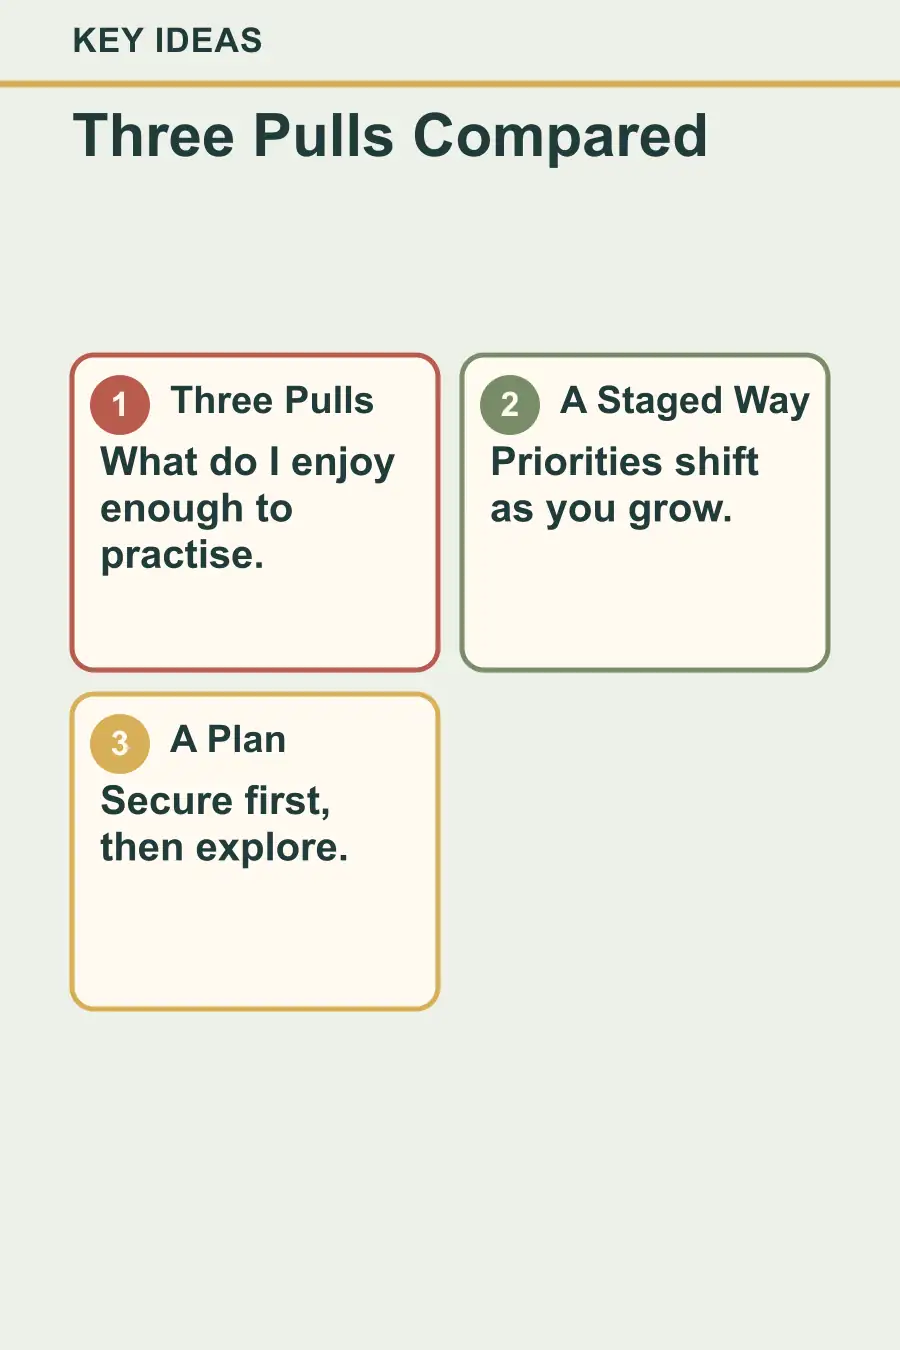 KEY IDEAS
Three Pulls Compared
1 Three Pulls
What do I enjoy
enough to
practise.
2 A Staged Way
Priorities shift
as you grow.
3 A Plan
Secure first,
then explore.